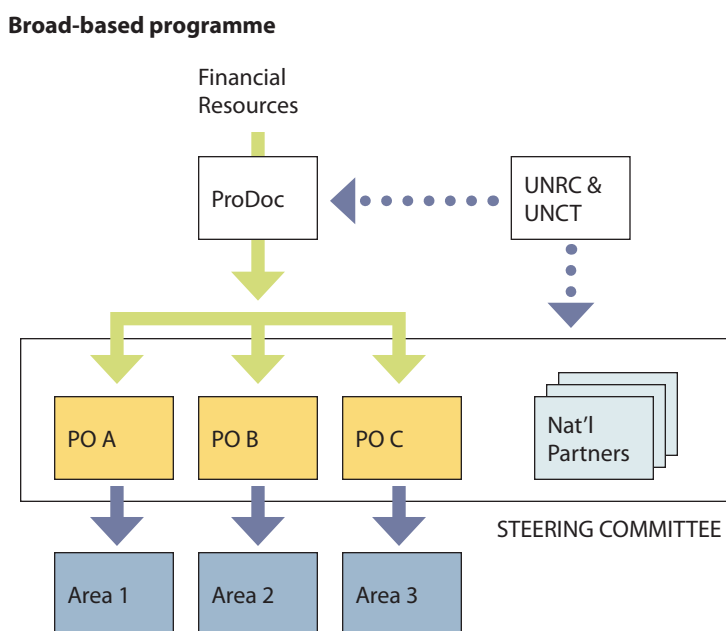 Broad-based programme
Financial
Resources
ProDoc
UNRC &
UNCT
PO A
PO B
PO C
Nat'l
Partners
STEERING COMMITTEE
Area 1
Area 2
Area 3